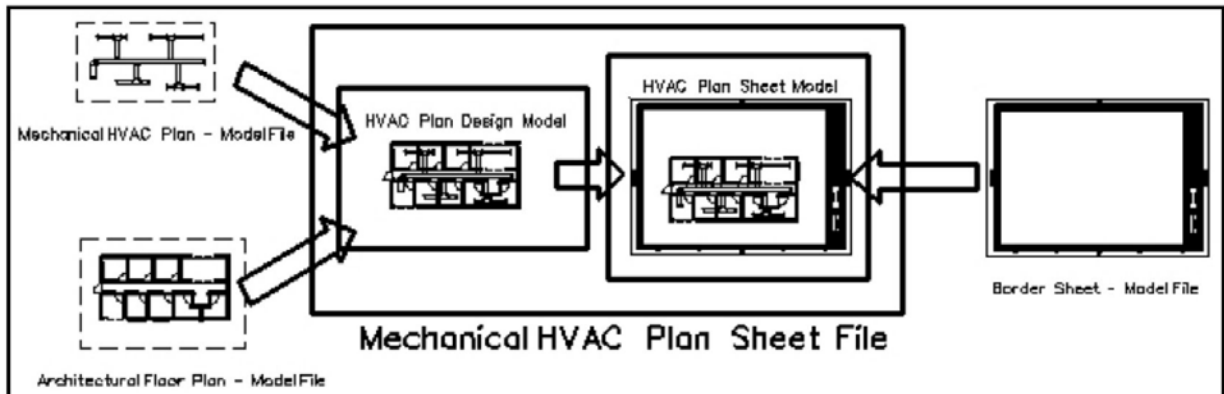 Mechanical HVAC Plan - Model File
HVAC Plan Design Model
HVAC Plan Sheet Model
Border Sheet - Model File
Mechanical HVAC Plan Sheet File
Architectural Floor Plan - Model File